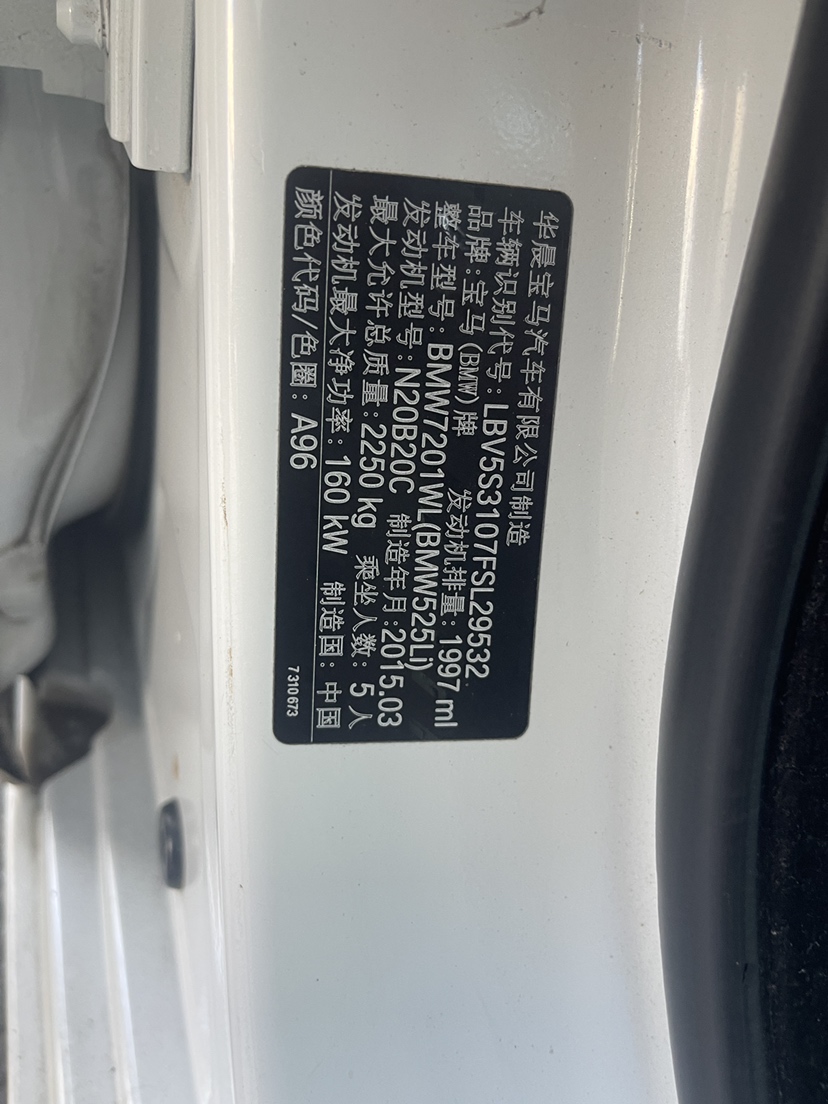 华晨宝马汽车有限公司制造
车辆识别代号:LBV5S3107FSL29532
品牌:宝马(BMW)牌 发动机排量:1997 ml
整车型号:BMW7201WL(BMW525Li)
发动机型号:N20B20C 制造年月:2015.03
最大允许总质量:2250 kg 乘坐人数:5人
发动机最大净功率:160 kW 制造国:中国
颜色代码/色圈:A96
7310673